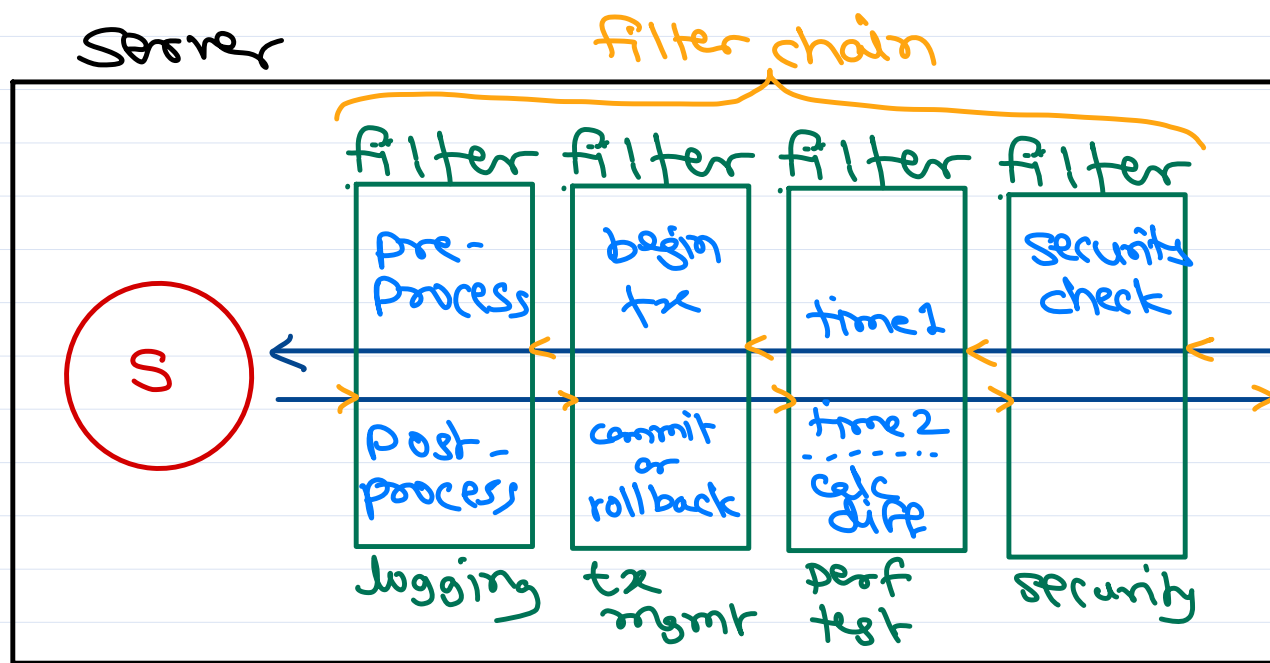 Server
filter chain
filter
filter
filter
filter
pre-
process
begin
tx
time1
security
check
S
post-
process
commit
or
rollback
time2
calc
diff
logging
tx
mgmt
perf
test
security